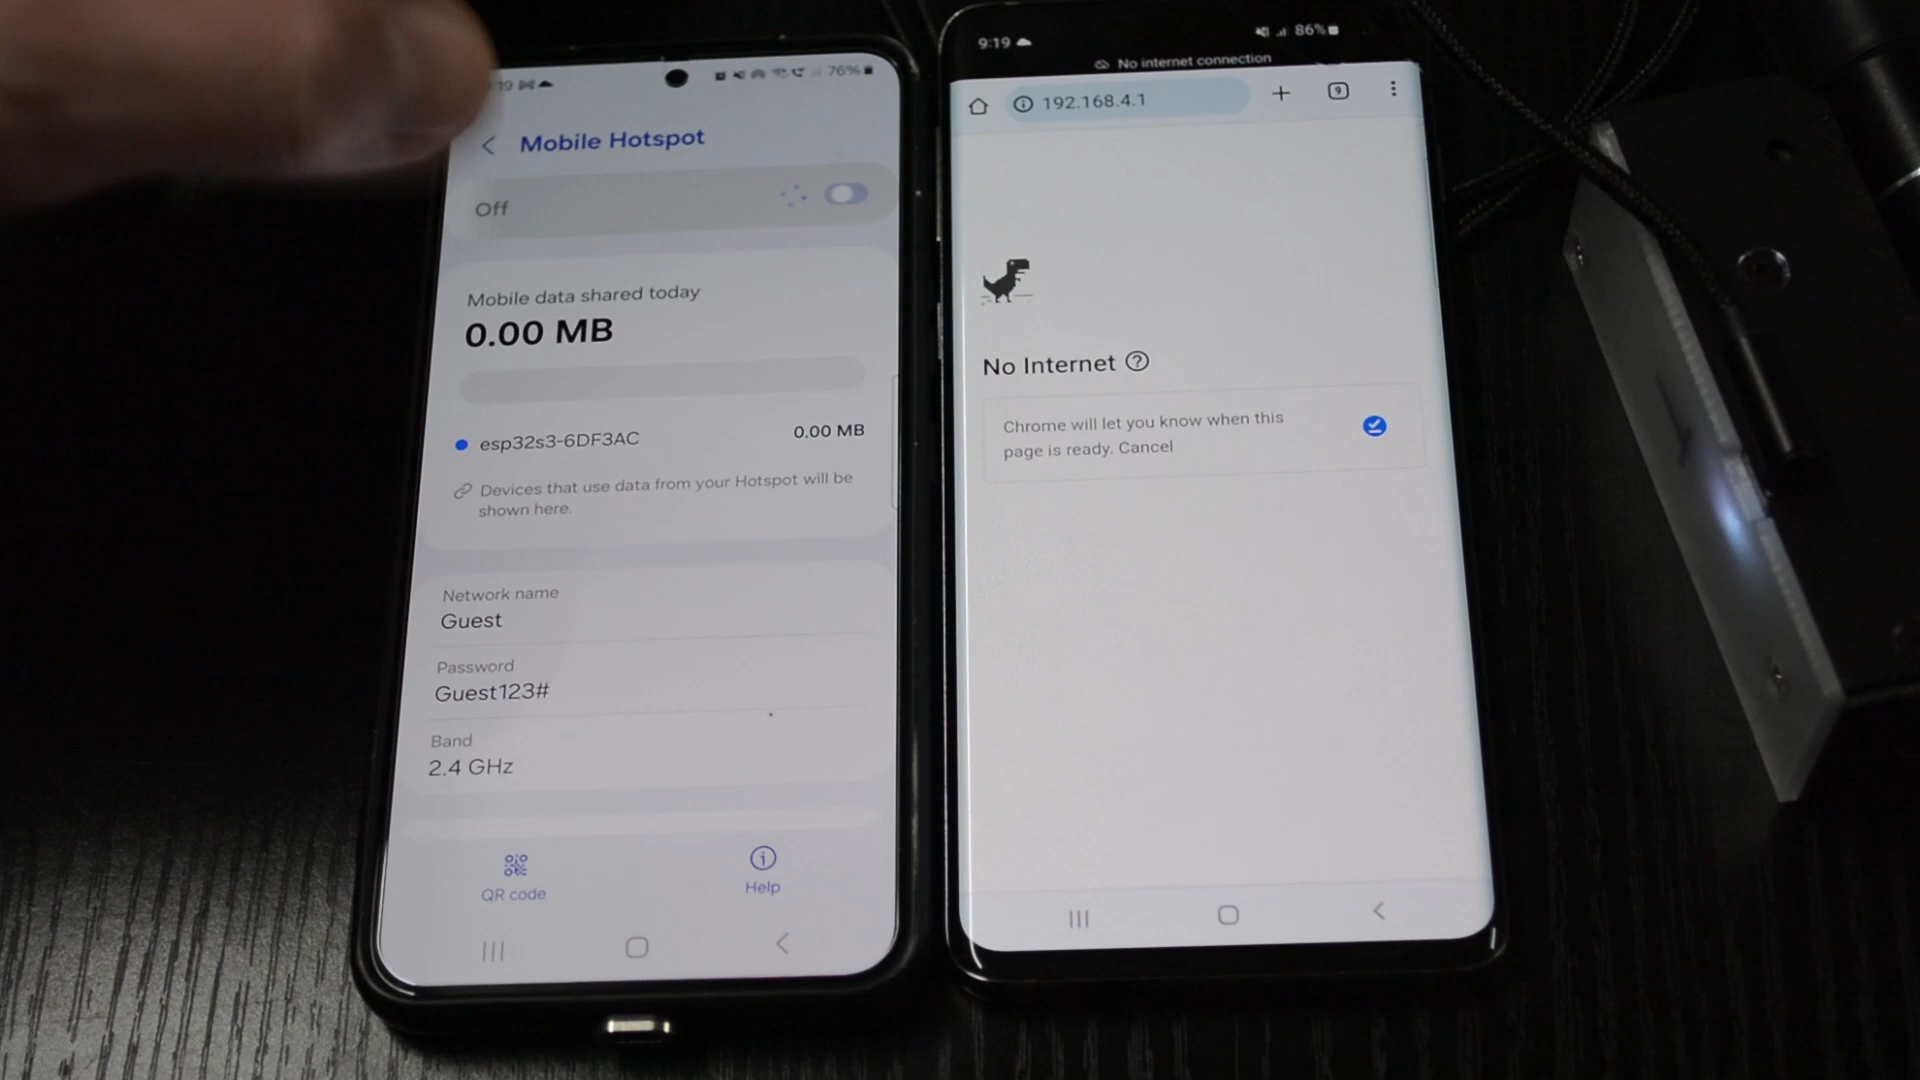 19
76%
Mobile Hotspot
Off
Mobile data shared today
0.00 MB
esp32s3-6DF3AC
0.00 MB
Devices that use data from your Hotspot will be
shown here.
Network name
Guest
Password
Guest123#
Band
2.4 GHz
QR code
Help
9:19
86%
No internet connection
192.168.4.1
9
No Internet
Chrome will let you know when this
page is ready. Cancel